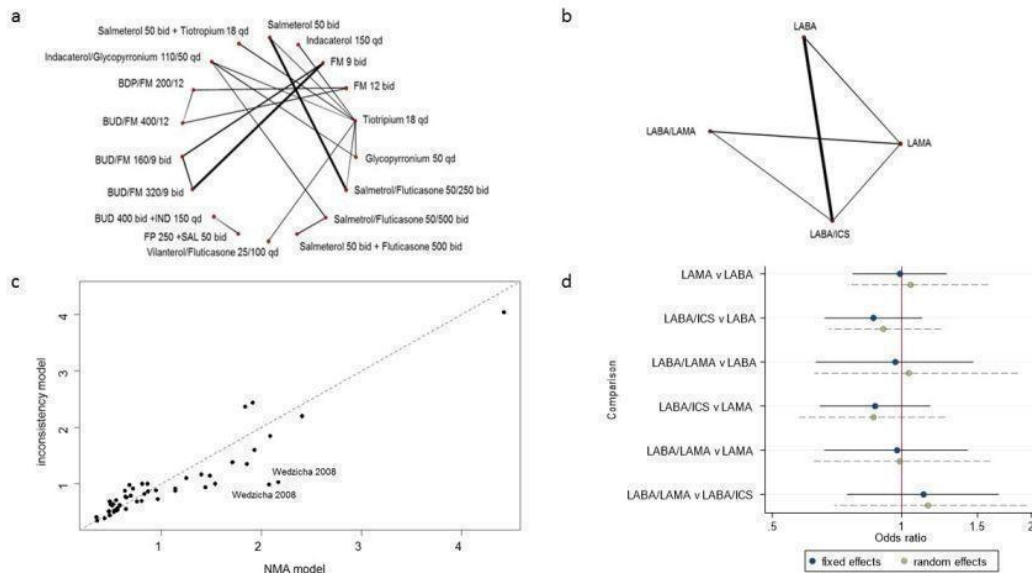 a
Salmeterol 50 bid + Tiotropium 18 qd
Salmeterol 50 bid
Indacaterol 150 qd
Indacaterol/Glycopyrronium 110/50 qd
FM 9 bid
BDP/FM 200/12
FM 12 bid
BUD/FM 400/12
Tiotripium 18 qd
BUD/FM 160/9 bid
Glycopyrronium 50 qd
BUD/FM 320/9 bid
Salmetrol/Fluticasone 50/250 bid
BUD 400 bid +IND 150 qd
Salmetrol/Fluticasone 50/500 bid
FP 250 +SAL 50 bid
Vilanterol/Fluticasone 25/100 qd
Salmeterol 50 bid + Fluticasone 500 bid
b
LABA
LABA/LAMA
LAMA
LABA/ICS
c
inconsistency model
4
3
2
1
Wedzicha 2008
Wedzicha 2008
1
2
3
4
NMA model
d
Comparison
LAMA v LABA
LABA/ICS v LABA
LABA/LAMA v LABA
LABA/ICS v LAMA
LABA/LAMA v LAMA
LABA/LAMA v LABA/ICS
.5
1
1.5
2
Odds ratio
fixed effects
random effects